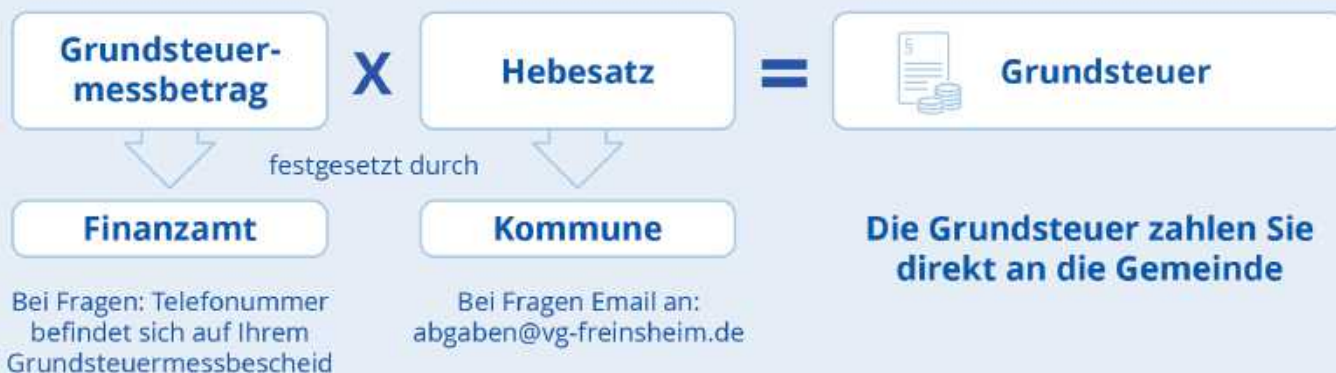 Grundsteuer-
messbetrag
X
Hebesatz
=
§
Grundsteuer
festgesetzt durch
Finanzamt
Kommune
Die Grundsteuer zahlen Sie
direkt an die Gemeinde
Bei Fragen: Telefonummer
befindet sich auf Ihrem
Grundsteuermessbescheid
Bei Fragen Email an:
abgaben@vg-freinsheim.de